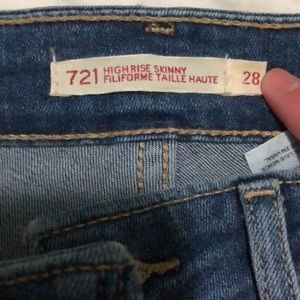 721 HIGH RISE SKINNY 28
FILIFORME TAILLE HAUTE